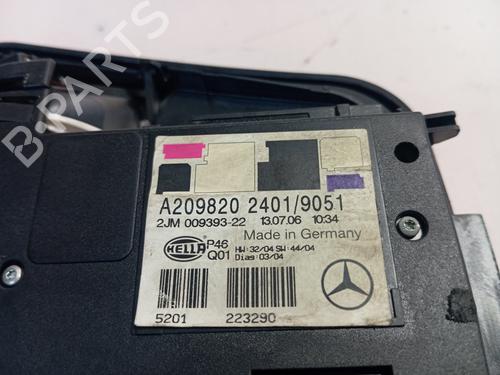 B-PARTS
A209820 2401/9051
2JM 009393-22 13.07.06 10:34
Made in Germany
HELLA P46 HW:32/04 SW:44/04
Q01 Dias:03/04
5201 223290